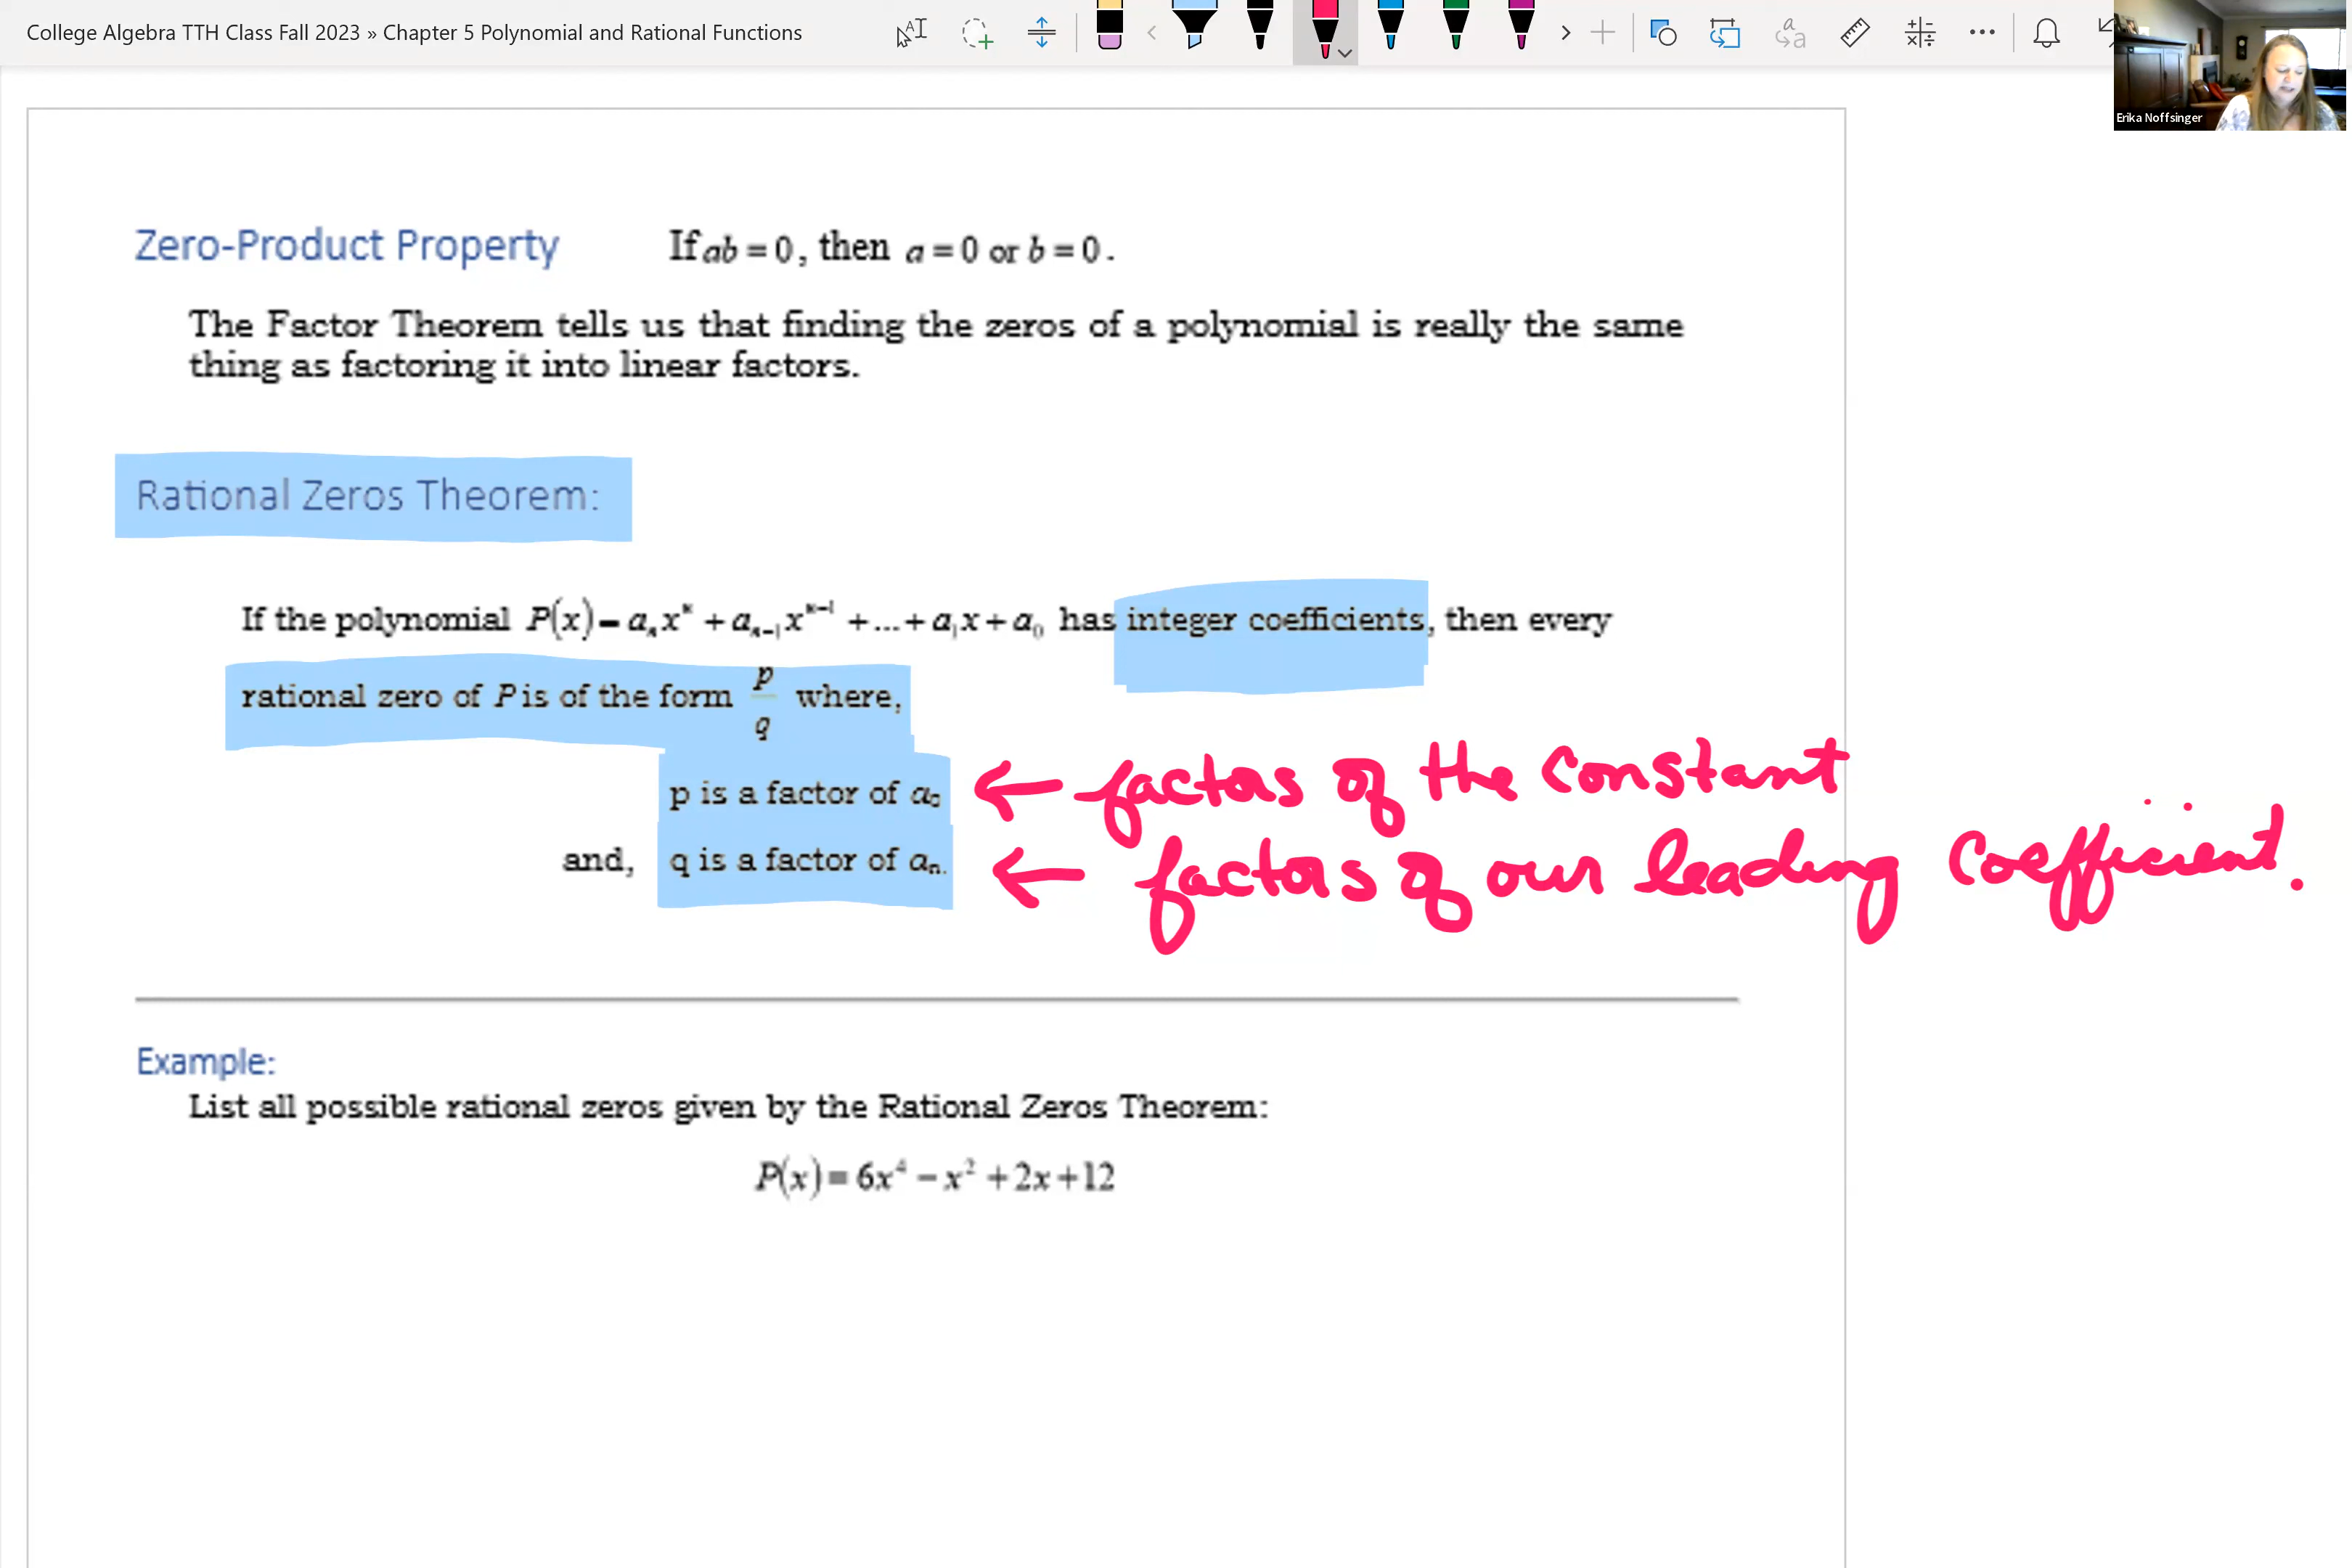 College Algebra TTH Class Fall 2023 » Chapter 5 Polynomial and Rational Functions
Erika Noffsinger
Zero-Product Property If ab = 0, then a = 0 or b = 0.
The Factor Theorem tells us that finding the zeros of a polynomial is really the same
thing as factoring it into linear factors.
Rational Zeros Theorem:
If the polynomial P(x) = aₙxⁿ + aₙ₋₁xⁿ⁻¹ + ... + a₁x + a₀ has integer coefficients, then every
rational zero of P is of the form p/q where,
p is a factor of a₀ ← factors of the constant
and, q is a factor of aₙ. ← factors of our leading coefficient.
Example:
List all possible rational zeros given by the Rational Zeros Theorem:
P(x) = 6x⁴ − x² + 2x + 12